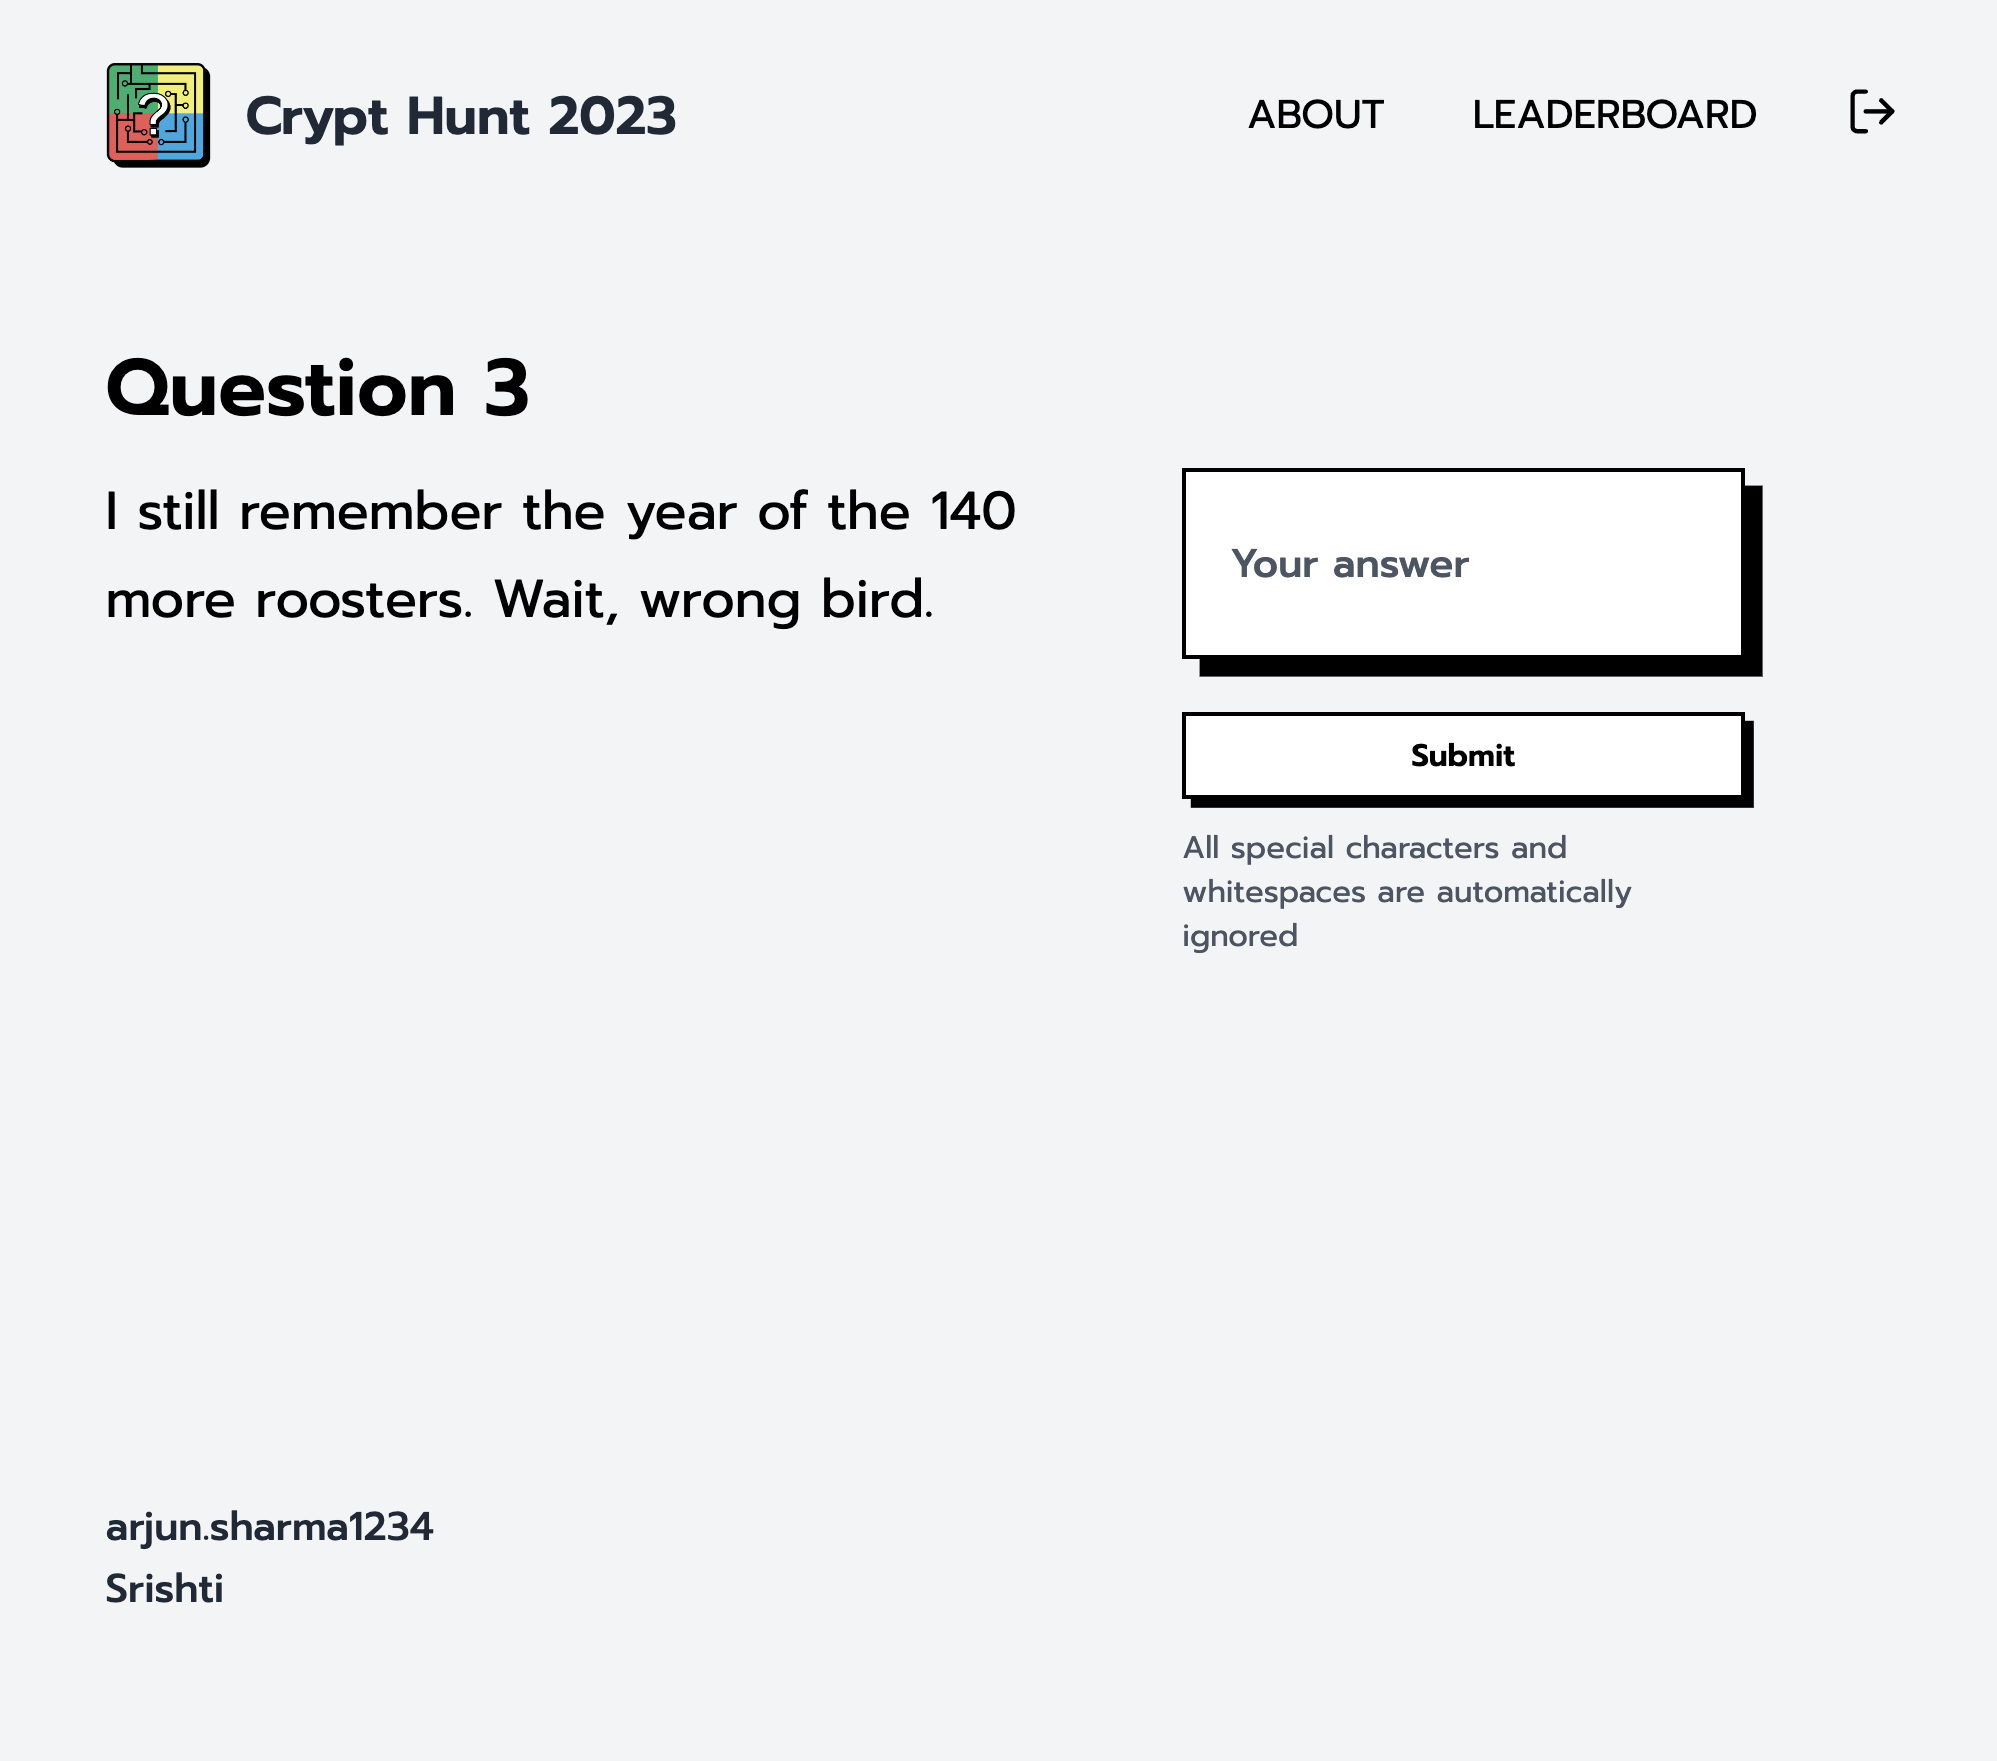 Crypt Hunt 2023
ABOUT
LEADERBOARD
Question 3
I still remember the year of the 140
more roosters. Wait, wrong bird.
Your answer
Submit
All special characters and
whitespaces are automatically
ignored
arjun.sharma1234
Srishti